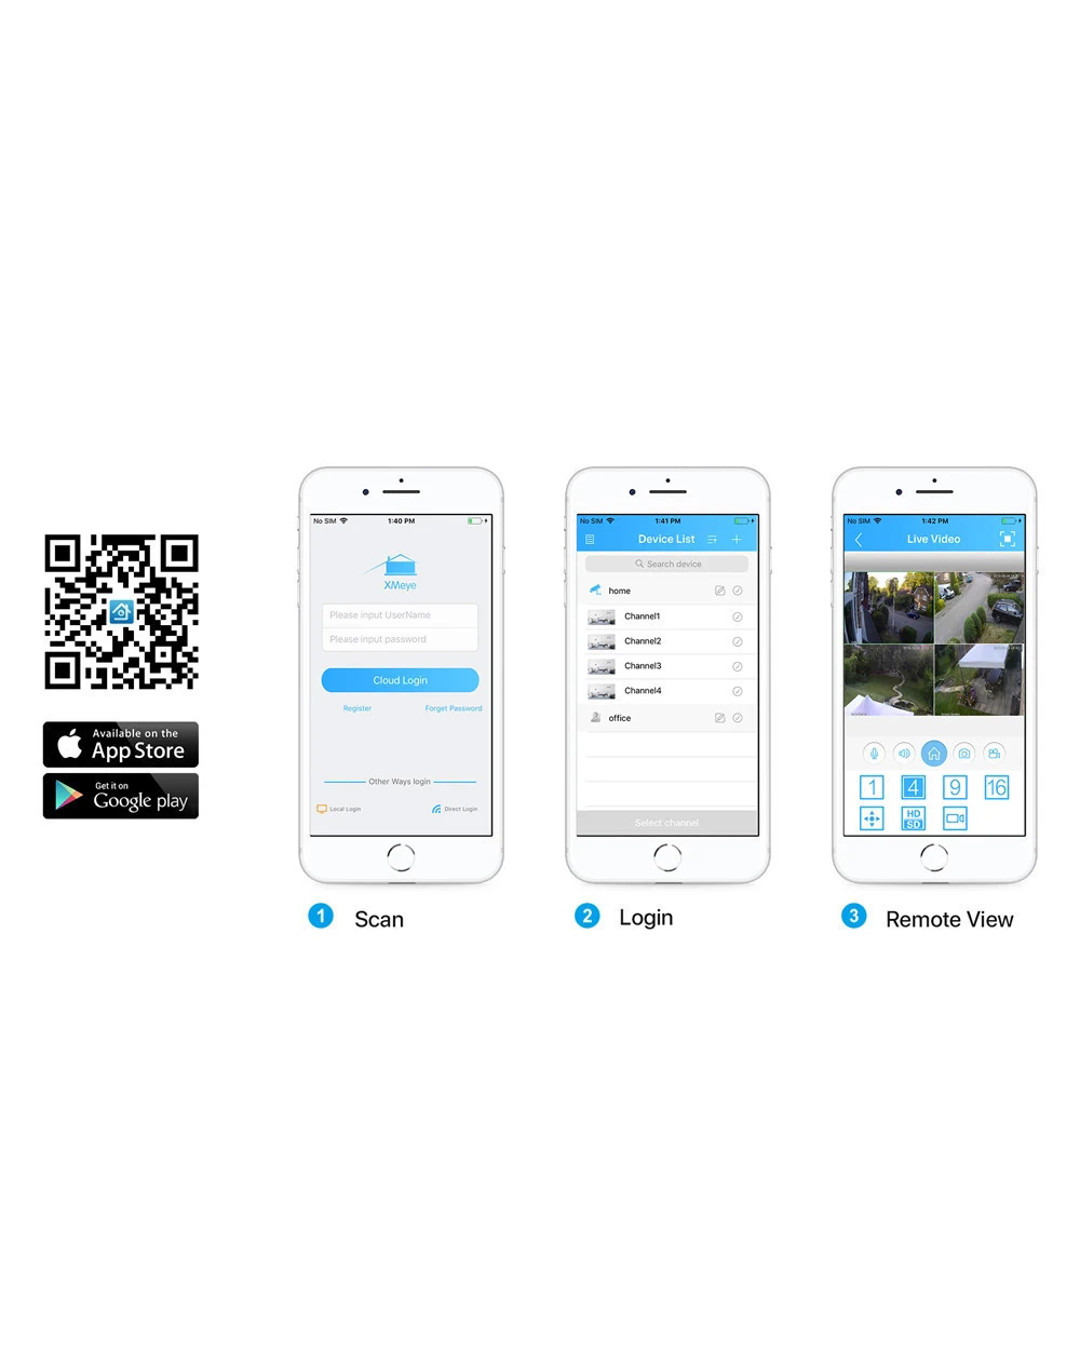 Available on the
App Store
Get it on
Google play
No SIM
1:40 PM
XMeye
Please input UserName
Please input password
Cloud Login
Register
Forget Password
Other Ways login
Local Login
Direct Login
1 Scan
No SIM
1:41 PM
Device List
Search device
home
Channel1
Channel2
Channel3
Channel4
office
Select channel
2 Login
No SIM
1:42 PM
Live Video
1 4 9 16
HD
SD
3 Remote View